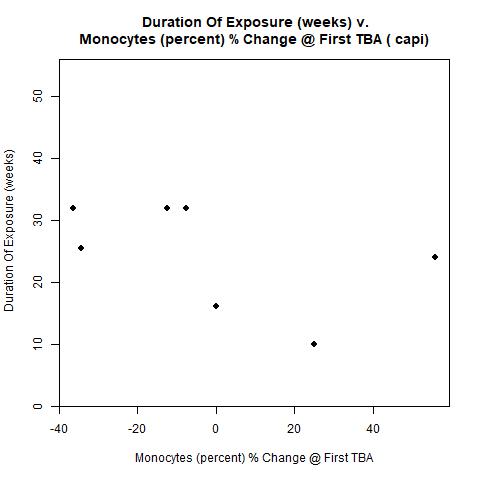 Duration Of Exposure (weeks) v.
Monocytes (percent) % Change @ First TBA ( capi)
Duration Of Exposure (weeks)
50
40
30
20
10
0
-40
-20
0
20
40
Monocytes (percent) % Change @ First TBA